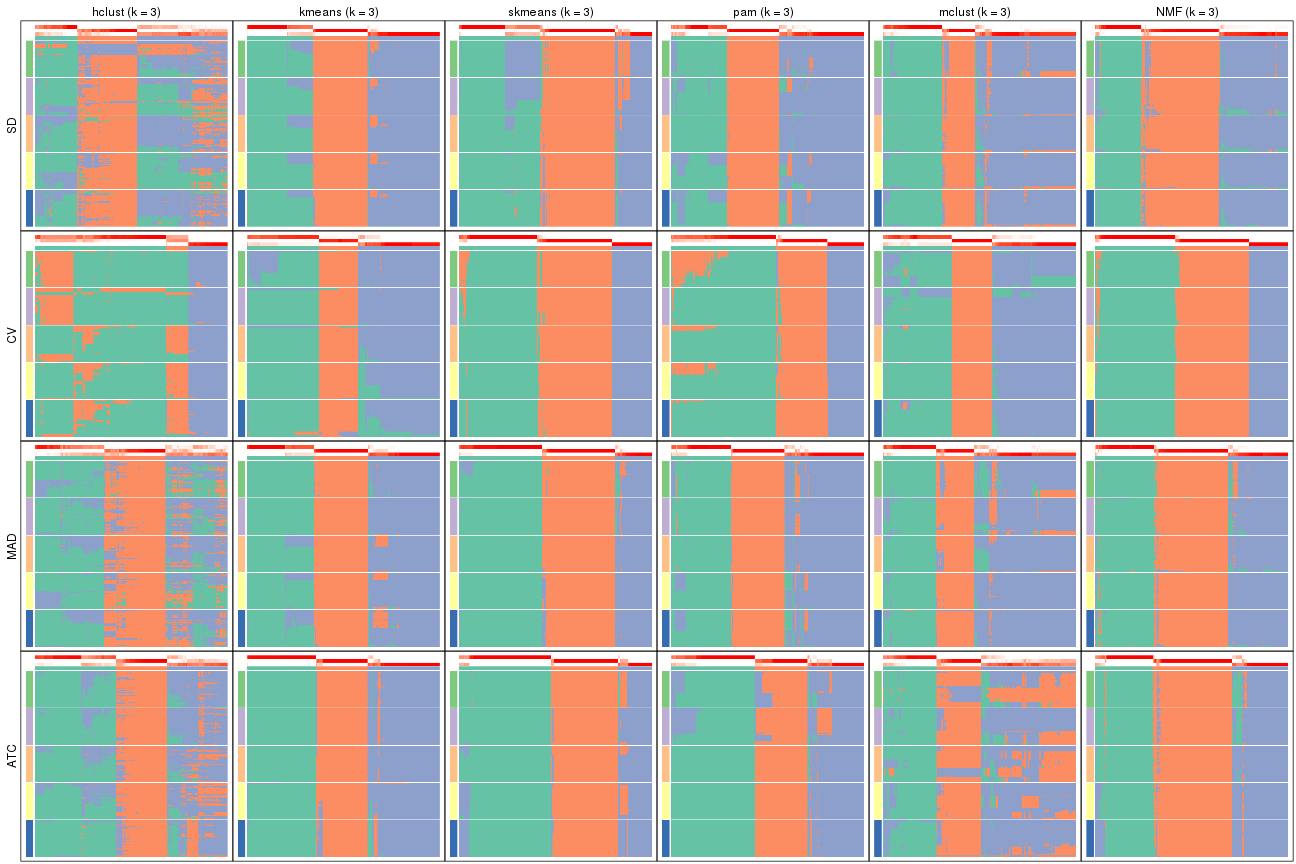 hclust (k = 3)
kmeans (k = 3)
skmeans (k = 3)
pam (k = 3)
mclust (k = 3)
NMF (k = 3)
SD
CV
MAD
ATC